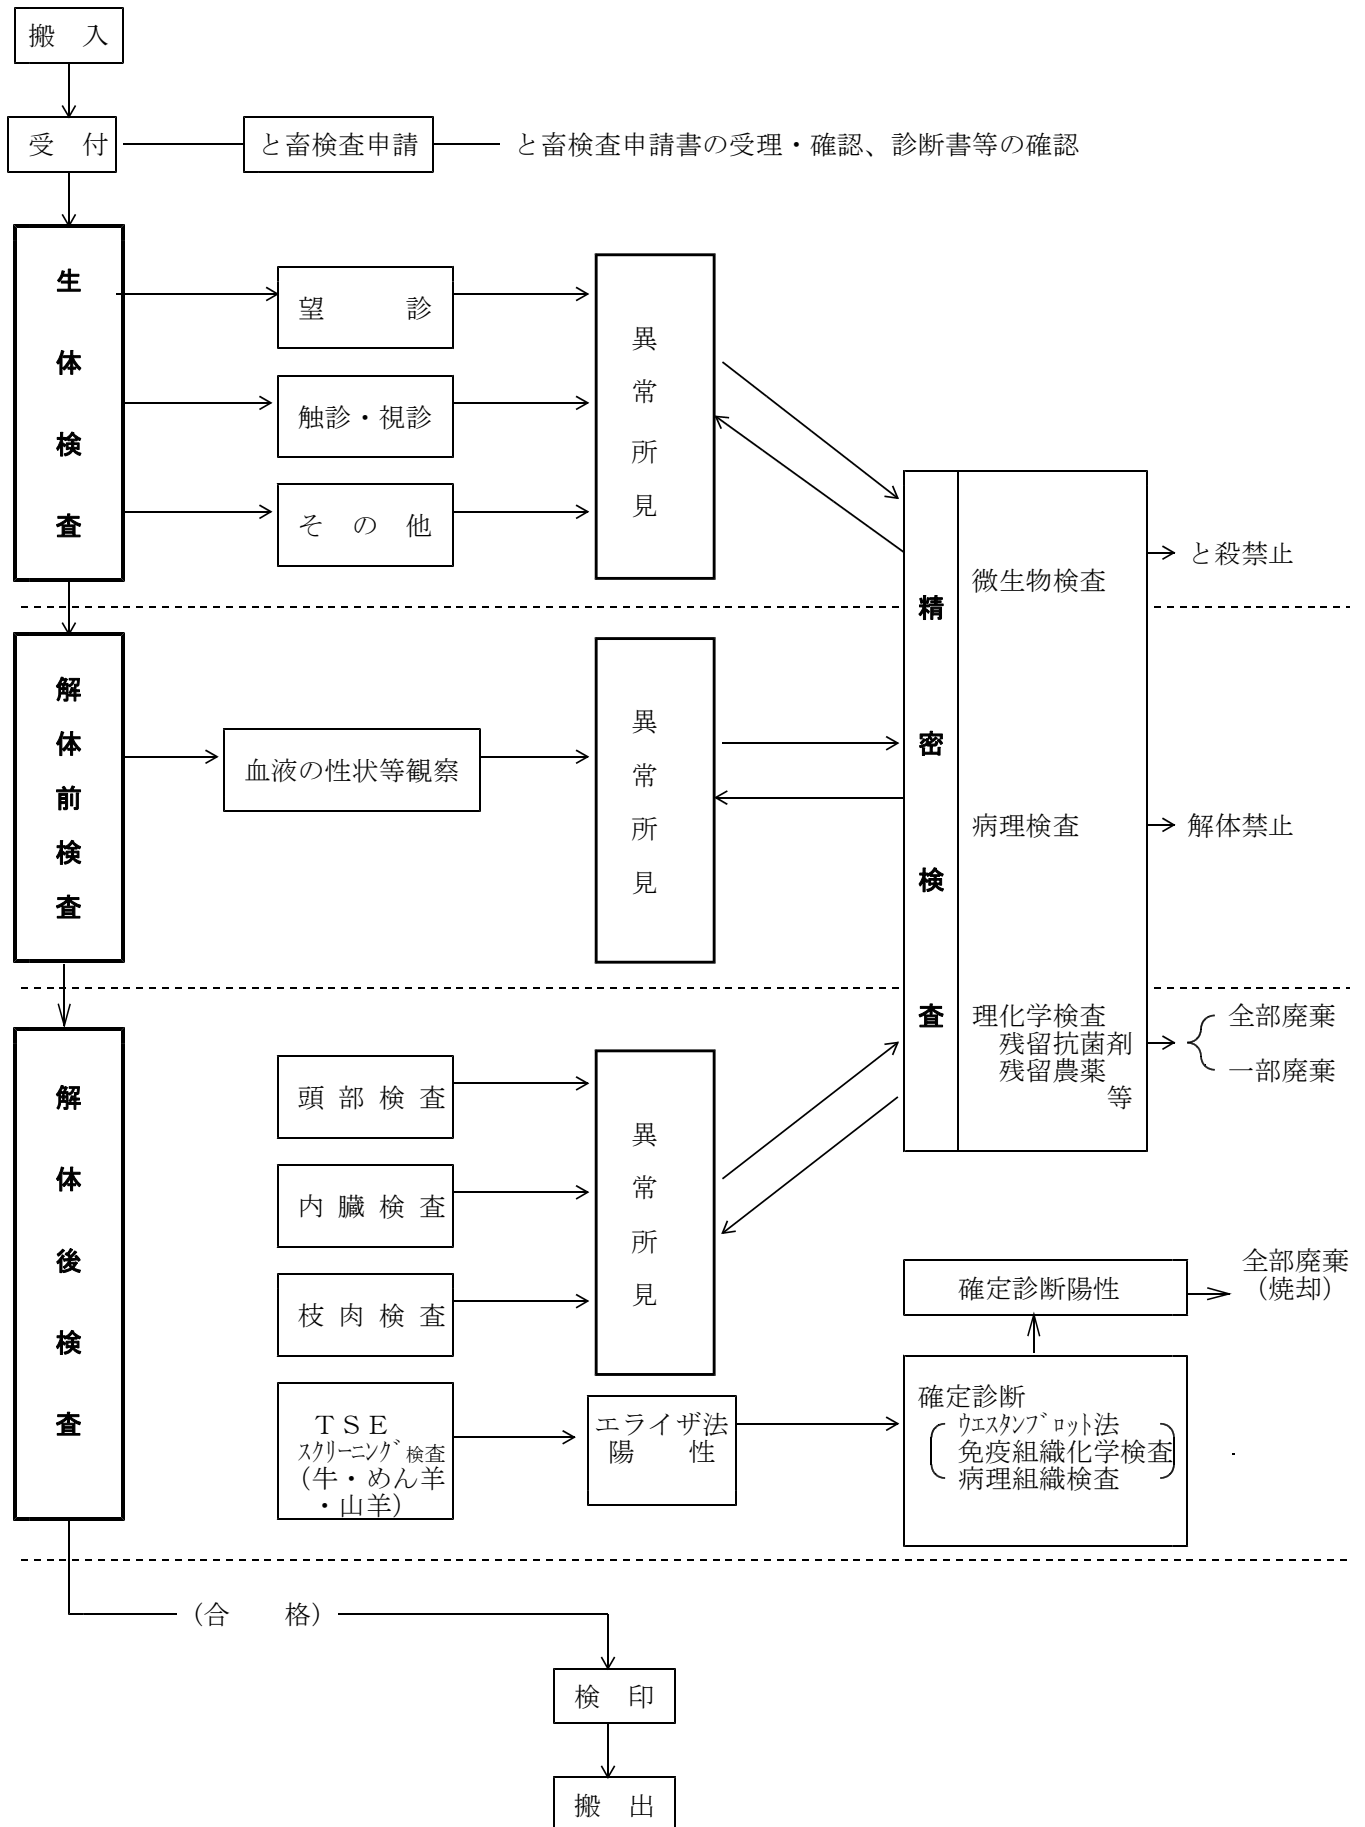 搬　入
受　付
と畜検査申請
と畜検査申請書の受理・確認、診断書等の確認
生体検査
望　　　診
触診・視診
そ　の　他
異常所見
解体前検査
血液の性状等観察
異常所見
解体後検査
頭 部 検 査
内 臓 検 査
枝 肉 検 査
異常所見
ＴＳＥ
ｽｸﾘｰﾆﾝｸﾞ検査
（牛・めん羊
・山羊）
エライザ法
陽　　性
精密検査
微生物検査
病理検査
理化学検査
残留抗菌剤
残留農薬
等
と殺禁止
解体禁止
全部廃棄
一部廃棄
確定診断陽性
全部廃棄
（焼却）
確定診断
ｳｴｽﾀﾝﾌﾞﾛｯﾄ法
免疫組織化学検査
病理組織検査
（合　　格）
検　印
搬　出